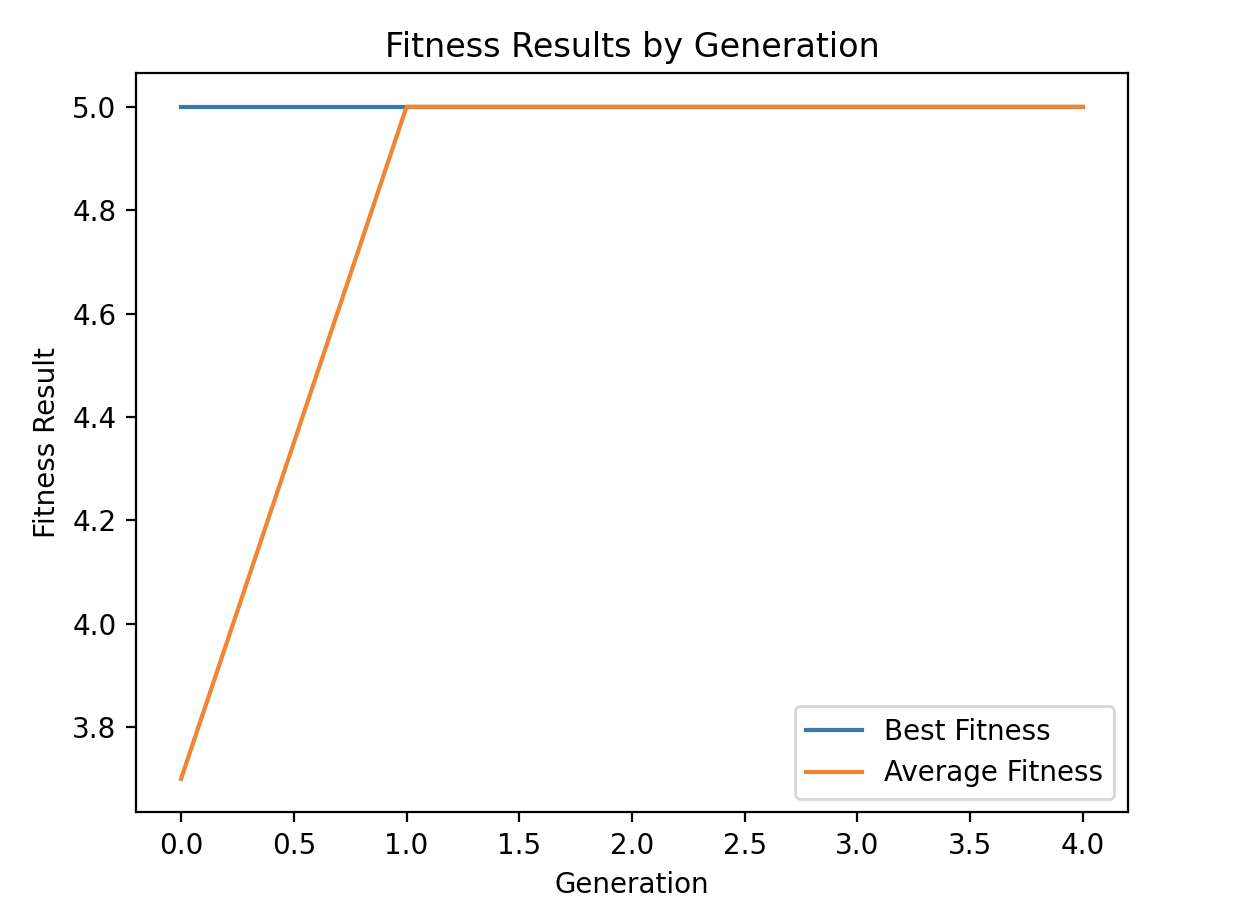 Fitness Results by Generation
5.0
4.8
4.6
4.4
4.2
4.0
3.8
Fitness Result
Best Fitness
Average Fitness
0.0 0.5 1.0 1.5 2.0 2.5 3.0 3.5 4.0
Generation